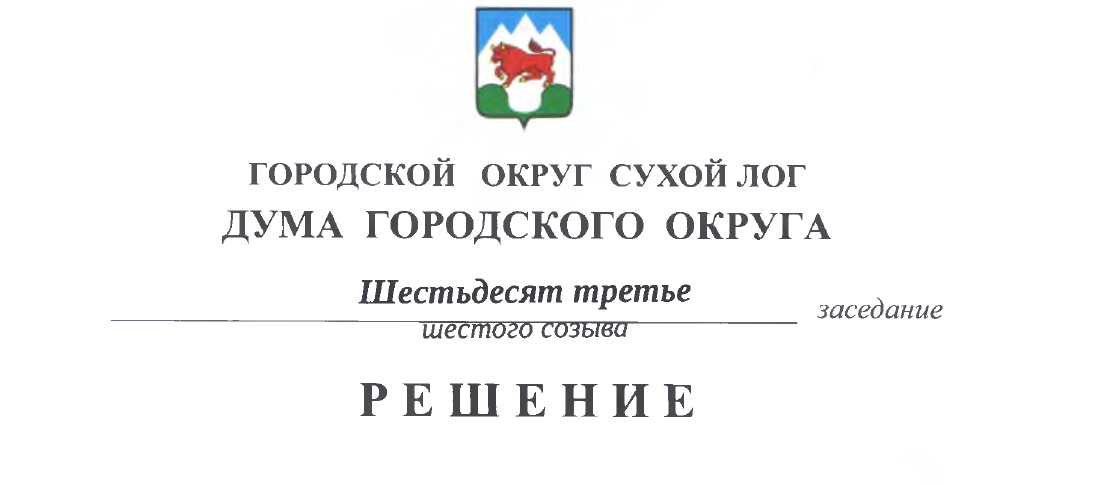 ГОРОДСКОЙ ОКРУГ СУХОЙ ЛОГ
ДУМА ГОРОДСКОГО ОКРУГА
Шестьдесят третье заседание
шестого созыва
РЕШЕНИЕ